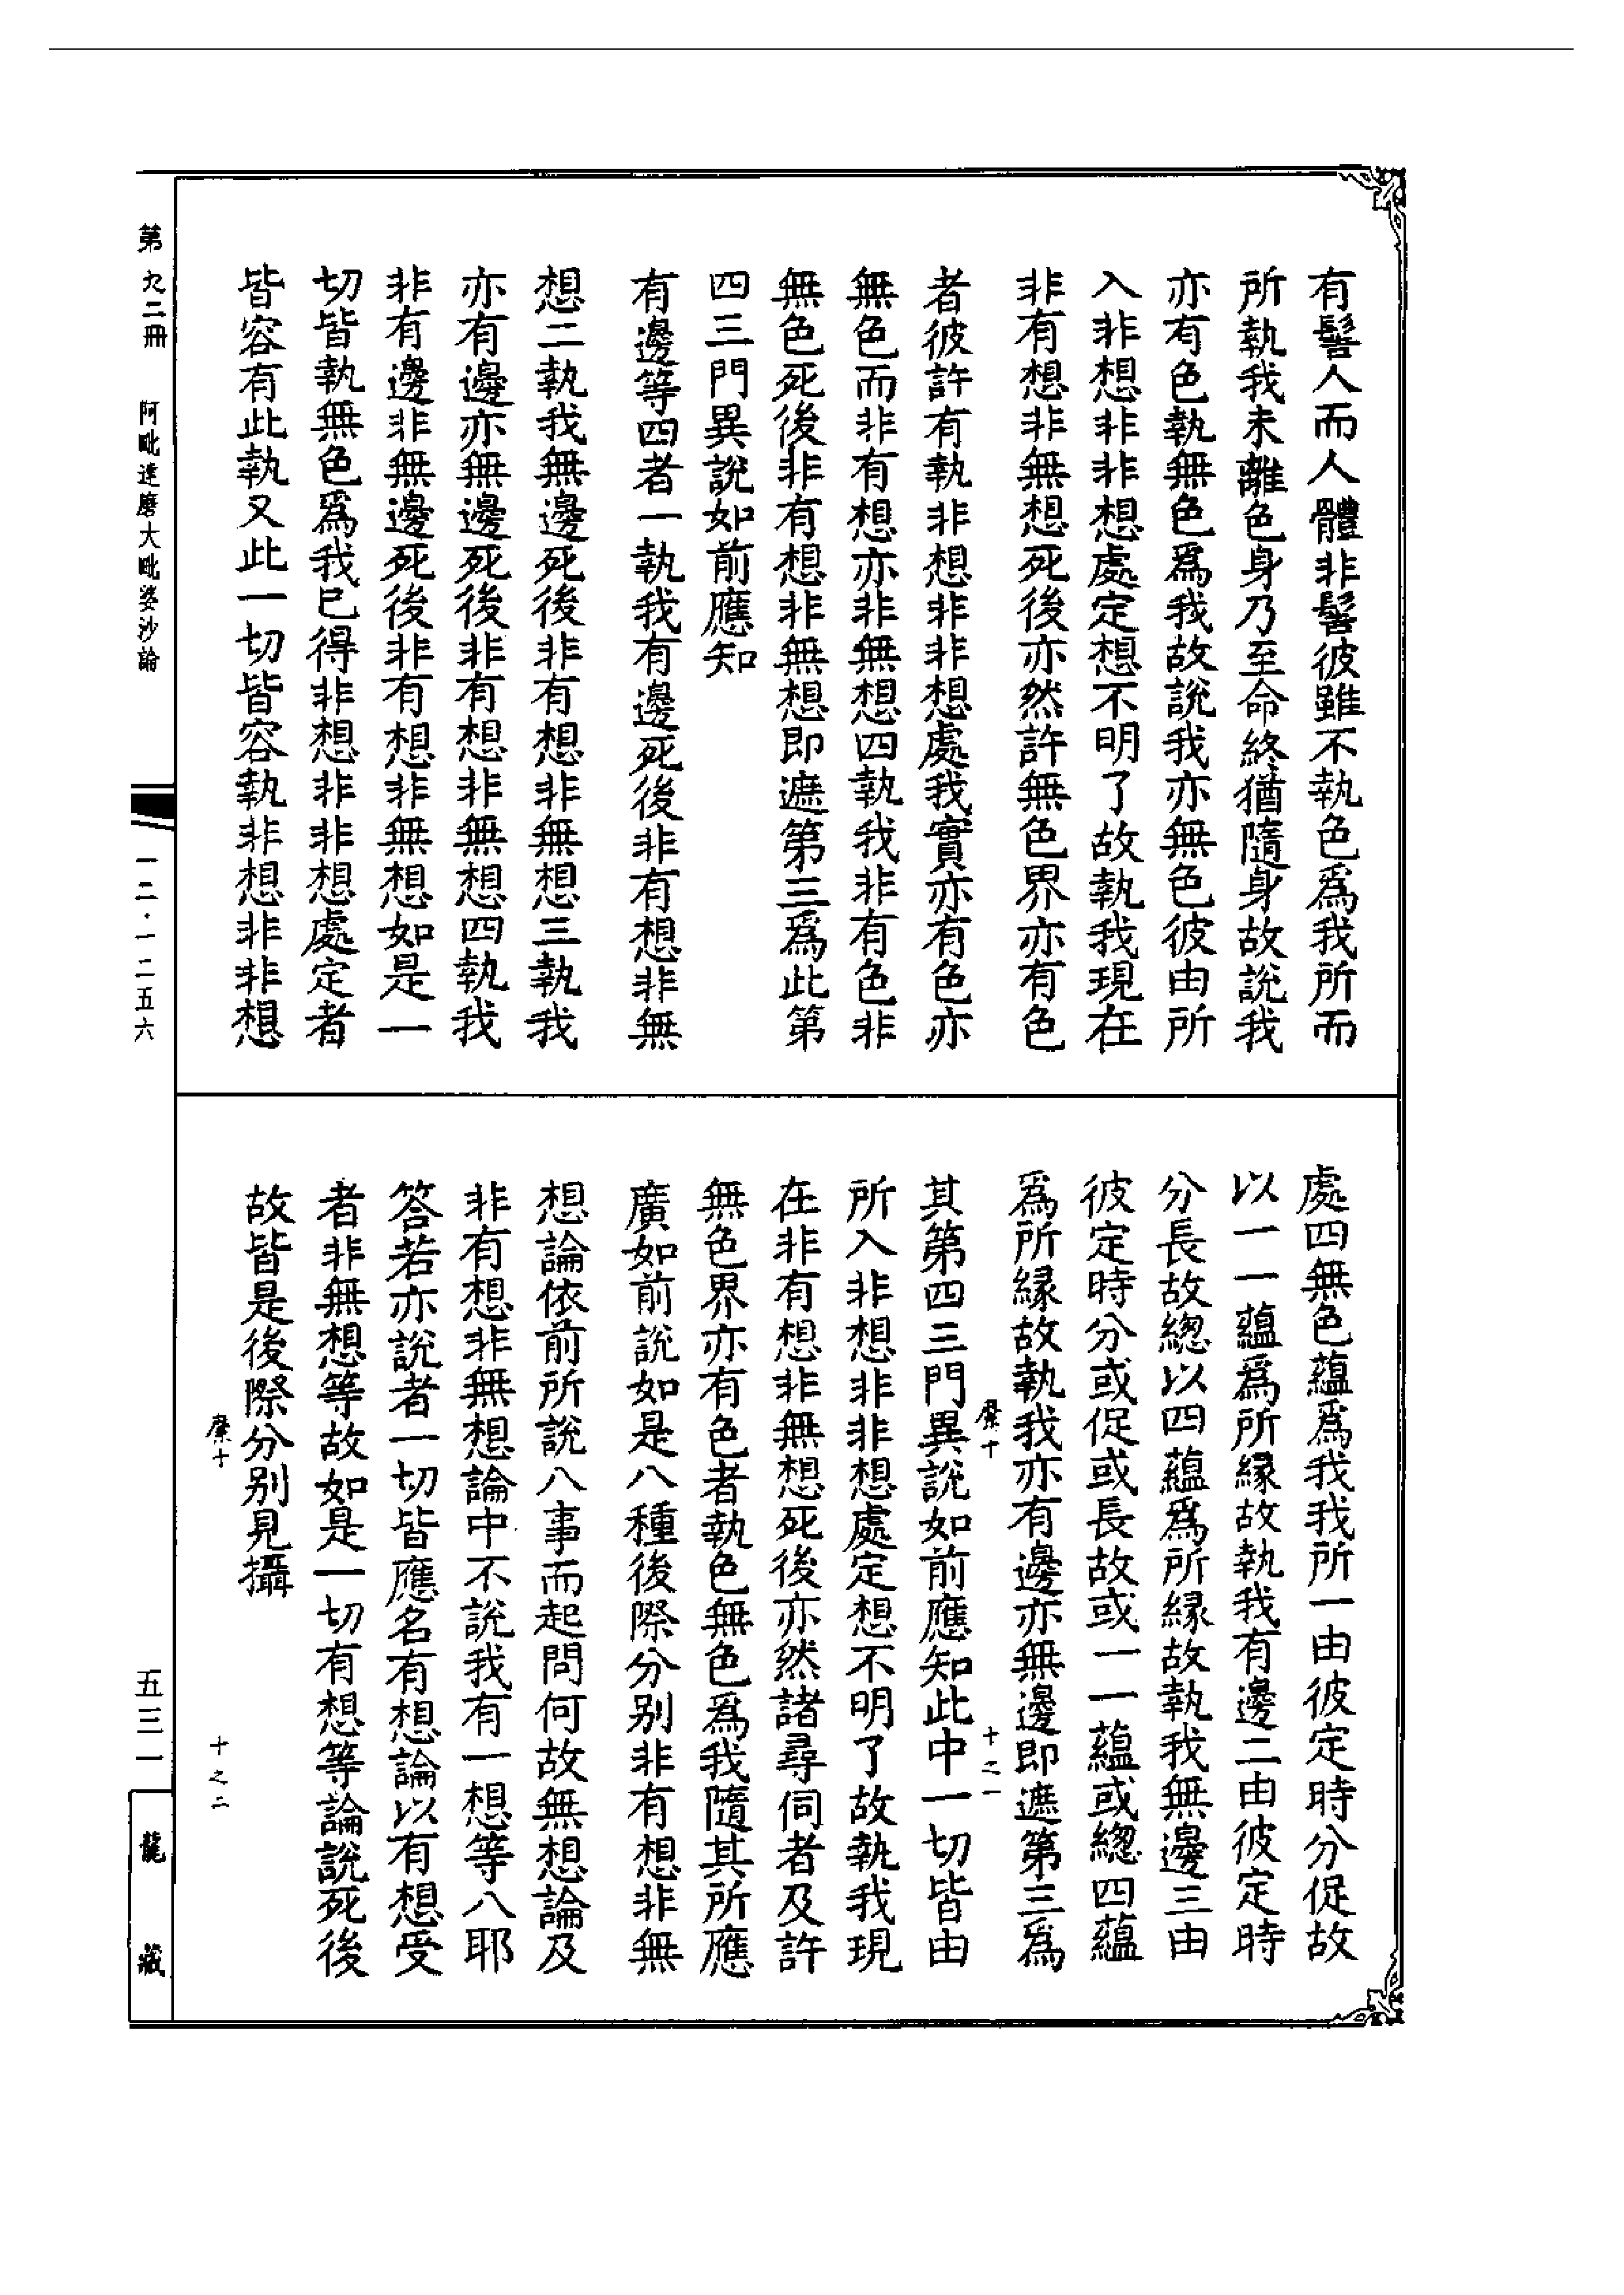 有髻人而人體非髻彼雖不執色爲我所而
所執我未離色身乃至命終猶隨身故說我
亦有色執無色爲我故說我亦無色彼由所
入非想非非想處定想不明了故執我現在
非有想非無想死後亦然許無色界亦有色
者彼許有執非想非非想處我實亦有色亦
無色而非有想亦非無想四執我非有色非
無色死後非有想非無想即遮第三爲此第
四三門異說如前應知
有邊等四者一執我有邊死後非有想非無
想二執我無邊死後非有想非無想三執我
亦有邊亦無邊死後非有想非無想四執我
非有邊非無邊死後非有想非無想如是一
切皆執無色爲我已得非想非非想處定者
皆容有此執又此一切皆容執非想非非想
處四無色蘊爲我我所一由彼定時分促故
以一一蘊爲所緣故執我有邊二由彼定時
分長故緫以四蘊爲所緣故執我無邊三由
彼定時分或促或長故或一一蘊或緫四蘊
爲所緣故執我亦有邊亦無邊即遮第三爲
其第四三門異說如前應知此中一切皆由
所入非想非非想處定想不明了故執我現
在非有想非無想死後亦然諸尋伺者及許
無色界亦有色者執色無色爲我隨其所應
廣如前說如是八種後際分别非有想非無
想論依前所說八事而起問何故無想論及
非有想非無想論中不說我有一想等八耶
答若亦說者一切皆應名有想論以有想受
者非無想等故如是一切有想等論說死後
故皆是後際分别見攝
縻十
十之一
縻十
十之二
第九二冊
阿毗達磨大毗婆沙論
一二·一二五六
五三一
龍藏